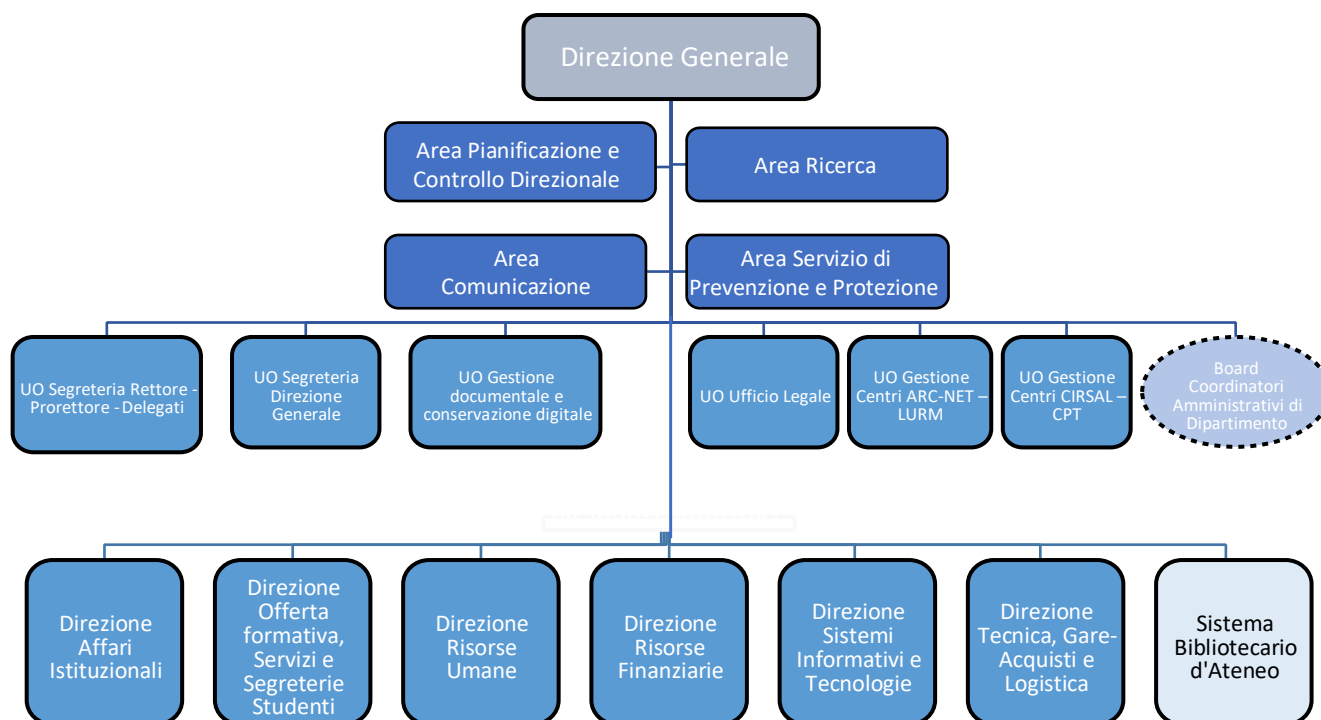 Direzione Generale
Area Pianificazione e
Controllo Direzionale
Area Ricerca
Area
Comunicazione
Area Servizio di
Prevenzione e Protezione
UO Segreteria Rettore -
Prorettore - Delegati
UO Segreteria
Direzione
Generale
UO Gestione
documentale e
conservazione digitale
UO Ufficio Legale
UO Gestione
Centri ARC-NET –
LURM
UO Gestione
Centri CIRSAL –
CPT
Board
Coordinatori
Amministrativi di
Dipartimento
Direzione
Affari
Istituzionali
Direzione
Offerta
formativa,
Servizi e
Segreterie
Studenti
Direzione
Risorse
Umane
Direzione
Risorse
Finanziarie
Direzione
Sistemi
Informativi e
Tecnologie
Direzione
Tecnica, Gare-
Acquisti e
Logistica
Sistema
Bibliotecario
d'Ateneo